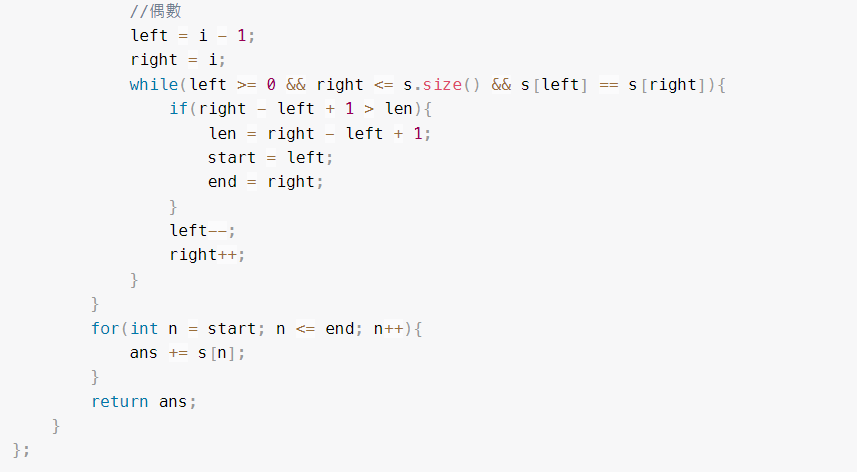 //偶數
left = i - 1;
right = i;
while(left >= 0 && right <= s.size() && s[left] == s[right]){
if(right - left + 1 > len){
len = right - left + 1;
start = left;
end = right;
}
left--;
right++;
}
}
for(int n = start; n <= end; n++){
ans += s[n];
}
return ans;
}
};